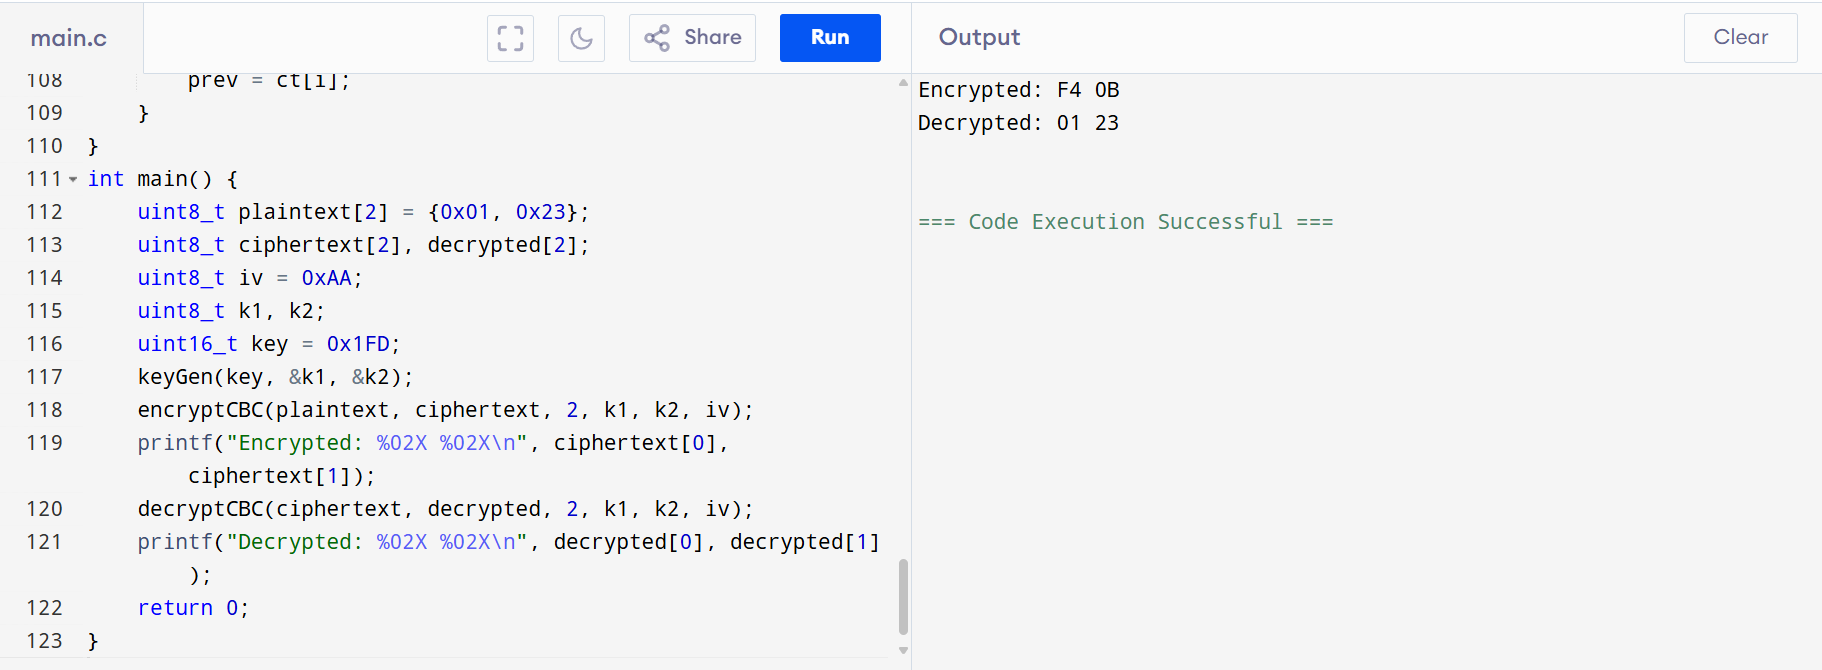 main.c
Share
Run
Output
Clear
108 prev = ct[i];
109 }
110 }
111 int main() {
112 uint8_t plaintext[2] = {0x01, 0x23};
113 uint8_t ciphertext[2], decrypted[2];
114 uint8_t iv = 0xAA;
115 uint8_t k1, k2;
116 uint16_t key = 0x1FD;
117 keyGen(key, &k1, &k2);
118 encryptCBC(plaintext, ciphertext, 2, k1, k2, iv);
119 printf("Encrypted: %02X %02X\n", ciphertext[0],
ciphertext[1]);
120 decryptCBC(ciphertext, decrypted, 2, k1, k2, iv);
121 printf("Decrypted: %02X %02X\n", decrypted[0], decrypted[1]
);
122 return 0;
123 }
Encrypted: F4 0B
Decrypted: 01 23
=== Code Execution Successful ===